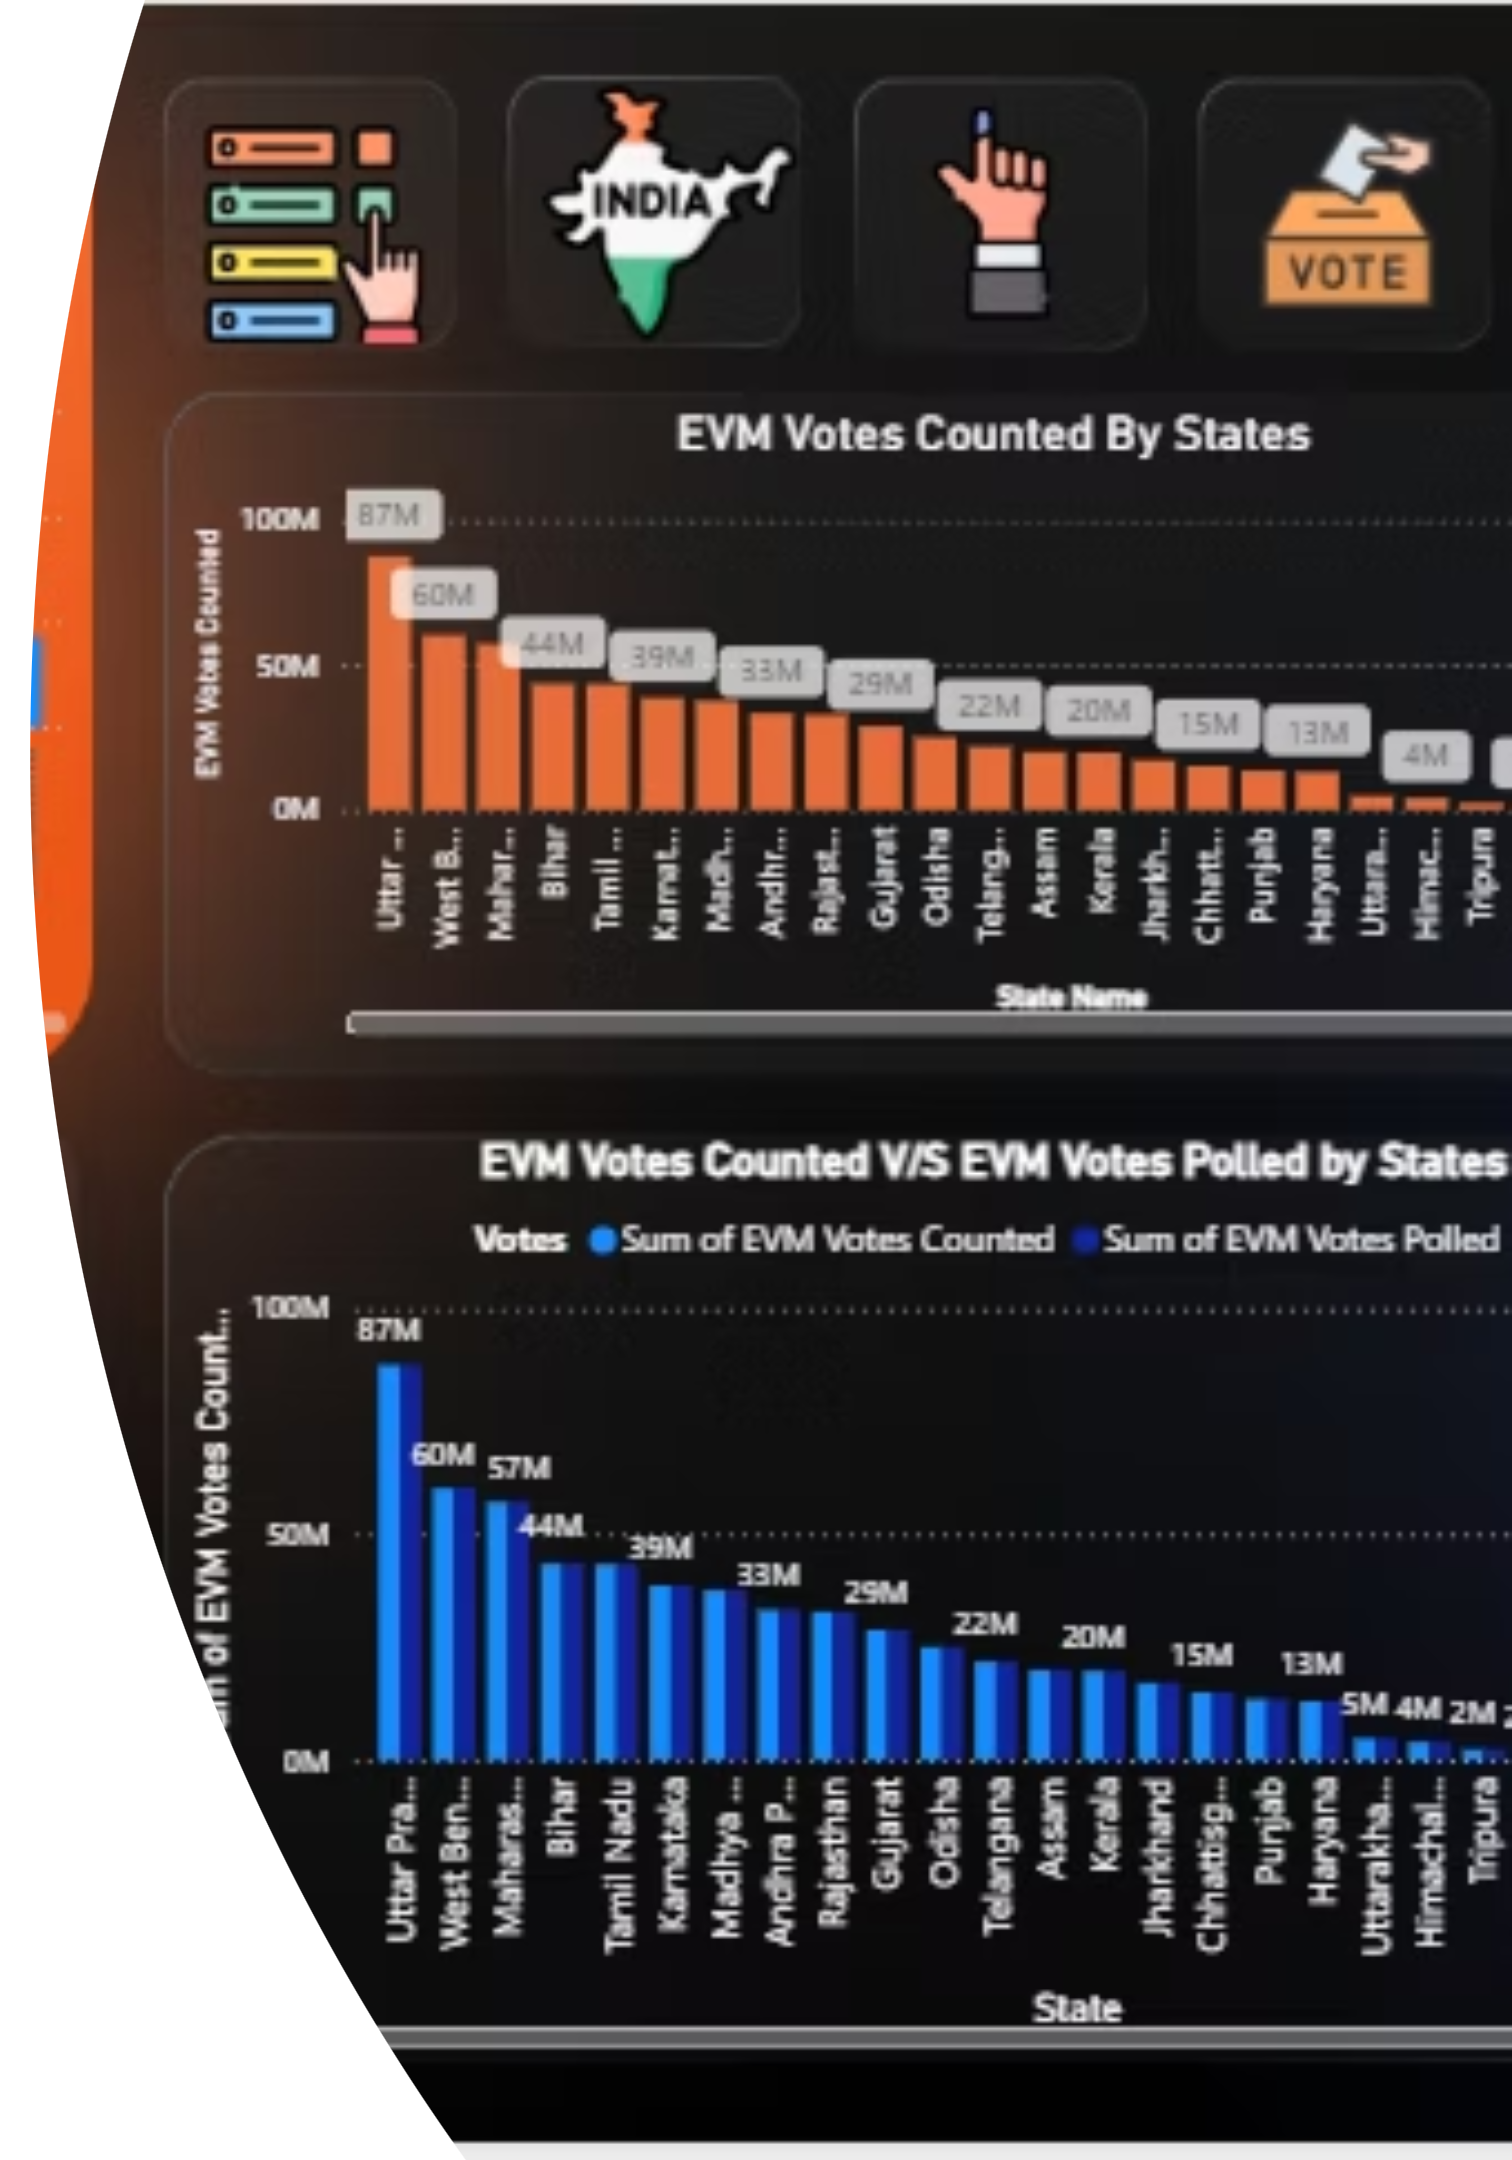 INDIA
VOTE
EVM Votes Counted By States
EVM Votes Counted
100M
50M
0M
87M
60M
44M
39M
33M
29M
22M
20M
15M
13M
4M
Uttar ...
West B...
Mahar...
Bihar
Tamil ...
Karnat...
Madh...
Andhr...
Rajast...
Gujarat
Odisha
Telang...
Assam
Kerala
Jharkh...
Chhatt...
Punjab
Haryana
Uttara...
Himac...
Tripura
State Name
EVM Votes Counted V/S EVM Votes Polled by States
Votes Sum of EVM Votes Counted Sum of EVM Votes Polled
of EVM Votes Count...
100M
50M
0M
87M
60M
57M
44M
39M
33M
29M
22M
20M
15M
13M
5M
4M
2M
Uttar Pra...
West Ben...
Maharas...
Bihar
Tamil Nadu
Karnataka
Madhya ...
Andhra P...
Rajasthan
Gujarat
Odisha
Telangana
Assam
Kerala
Jharkhand
Chhattisg...
Punjab
Haryana
Uttarakha...
Himachal...
Tripura
State